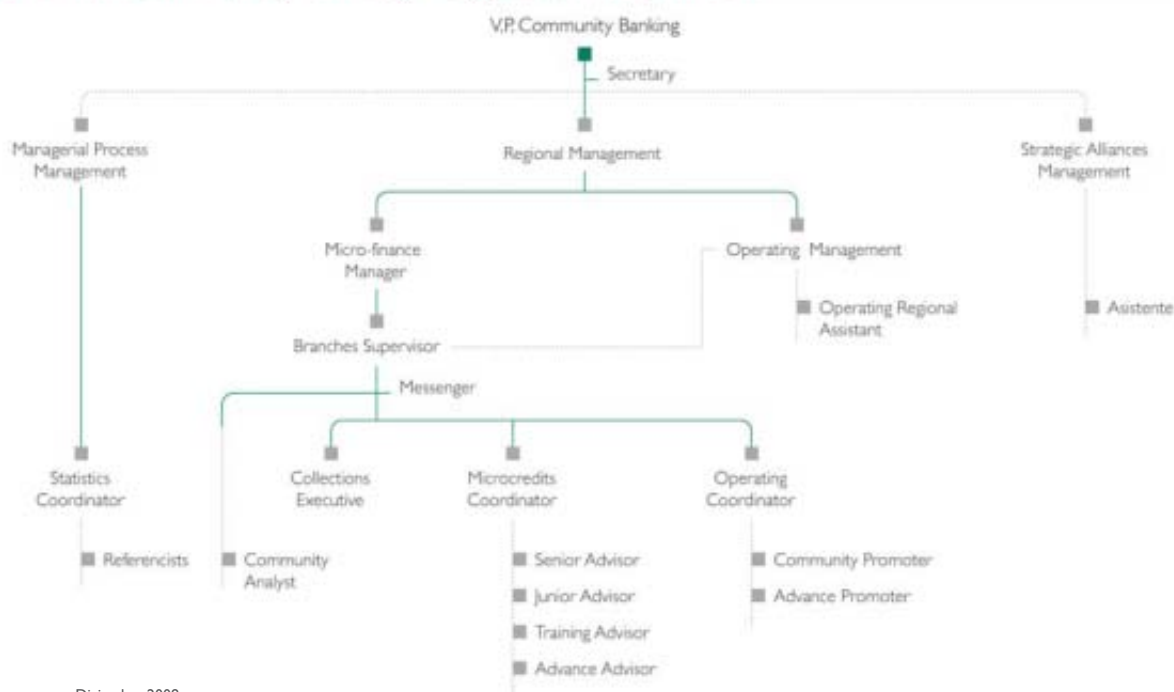 V.P. Community Banking
Secretary
Managerial Process
Management
Regional Management
Strategic Alliances
Management
Micro-finance
Manager
Operating Management
Operating Regional
Assistant
Asistente
Branches Supervisor
Messenger
Statistics
Coordinator
Collections
Executive
Microcredits
Coordinator
Operating
Coordinator
Referencists
Community
Analyst
Senior Advisor
Community Promoter
Junior Advisor
Advance Promoter
Training Advisor
Advance Advisor